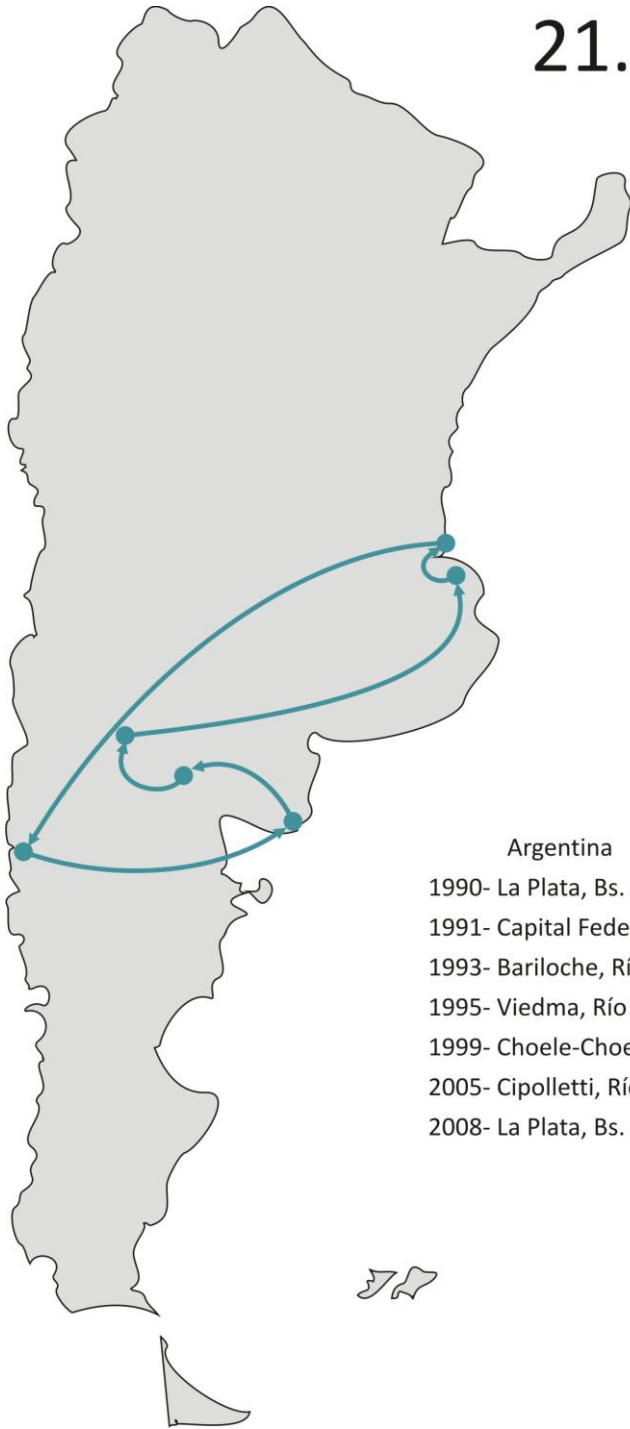 21.
Argentina
1990- La Plata, Bs.
1991- Capital Fede
1993- Bariloche, Rí
1995- Viedma, Río
1999- Choele-Choe
2005- Cipolletti, Río
2008- La Plata, Bs.